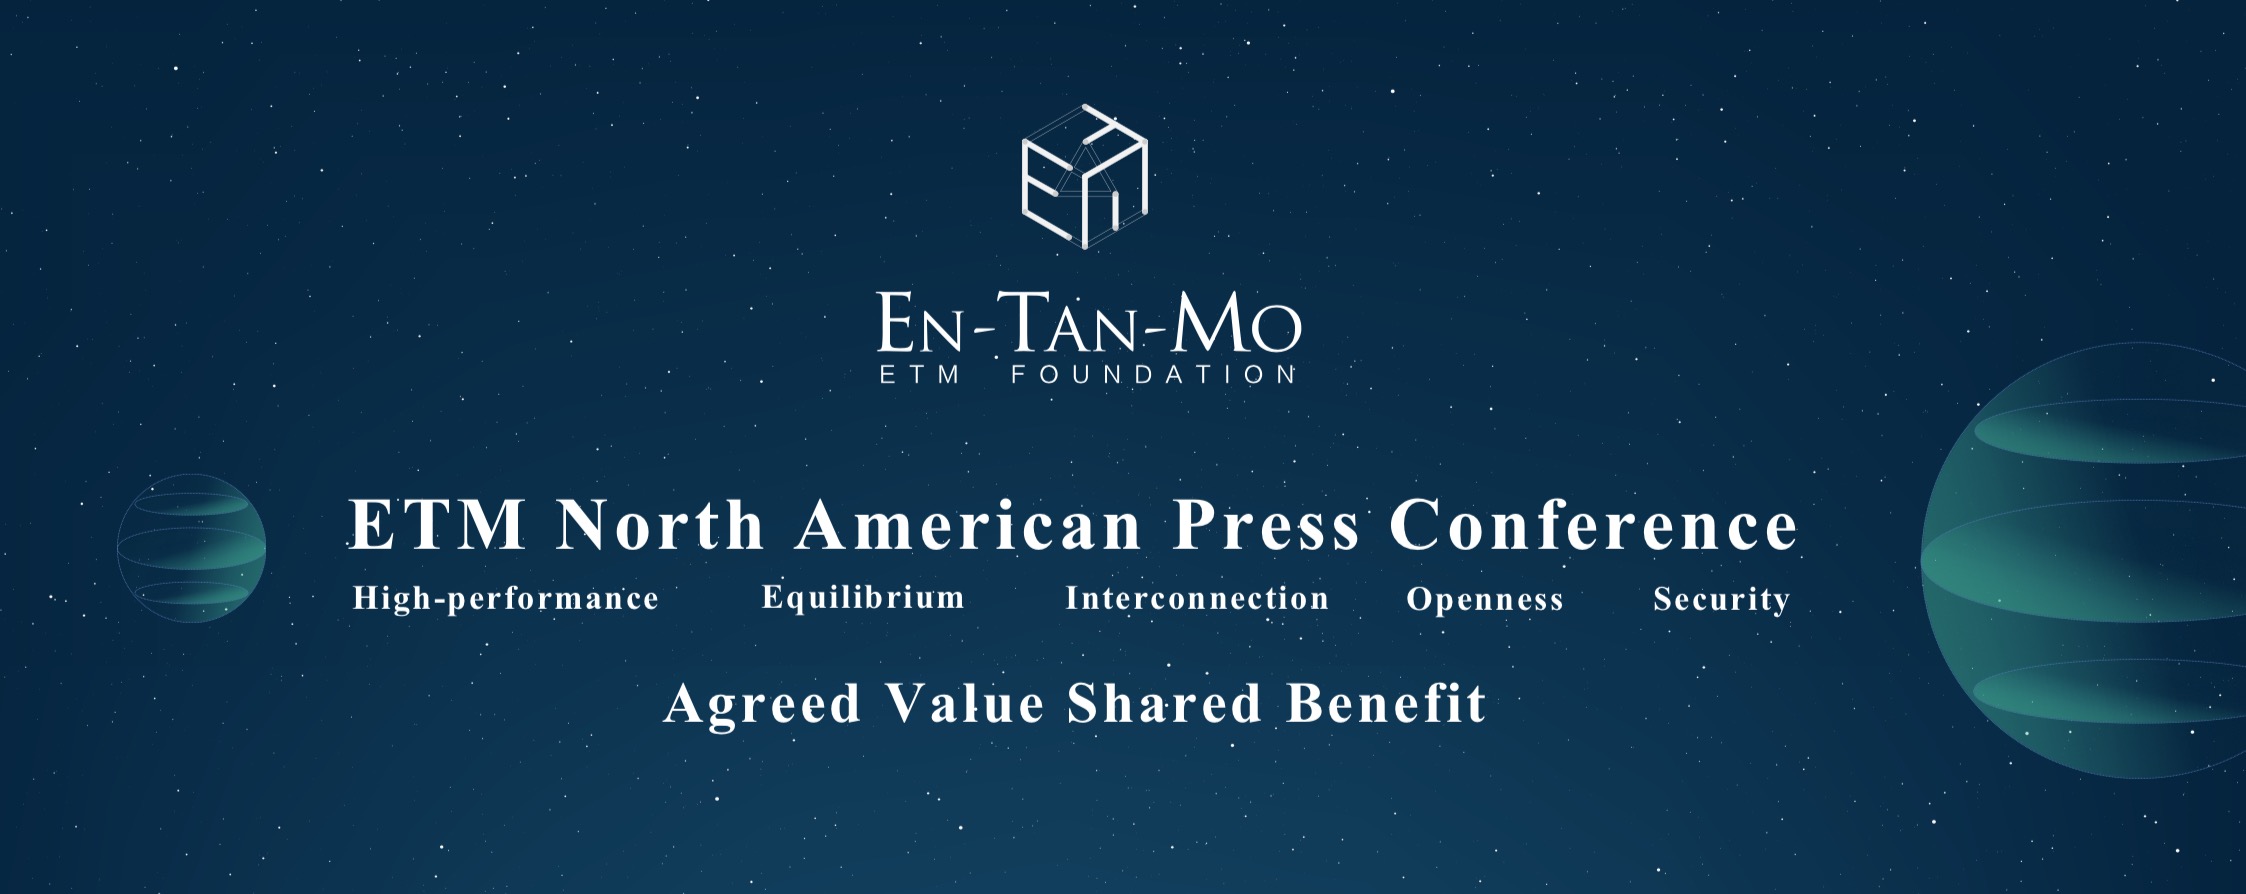 En-Tan-Mo
ETM FOUNDATION
ETM North American Press Conference
High-performance Equilibrium Interconnection Openness Security
Agreed Value Shared Benefit